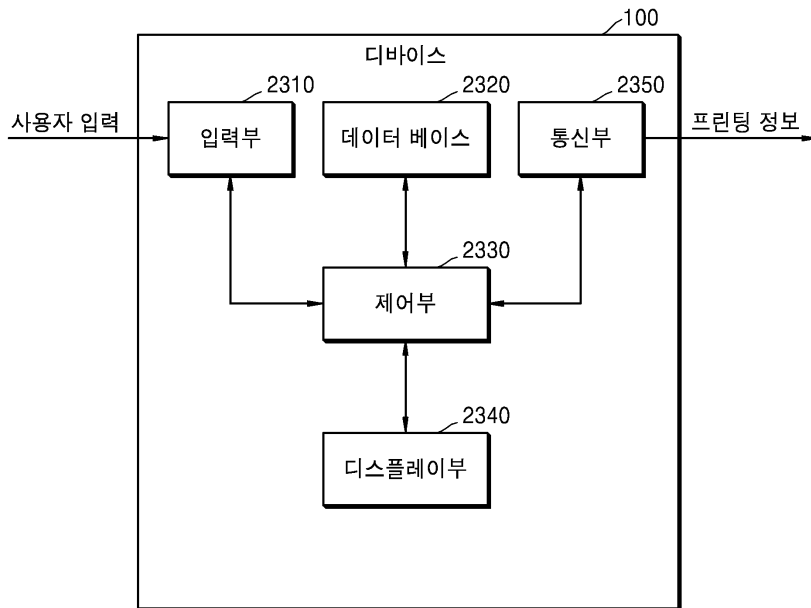 100
디바이스
2310
2320
2350
사용자 입력
입력부
데이터 베이스
통신부
프린팅 정보
2330
제어부
2340
디스플레이부